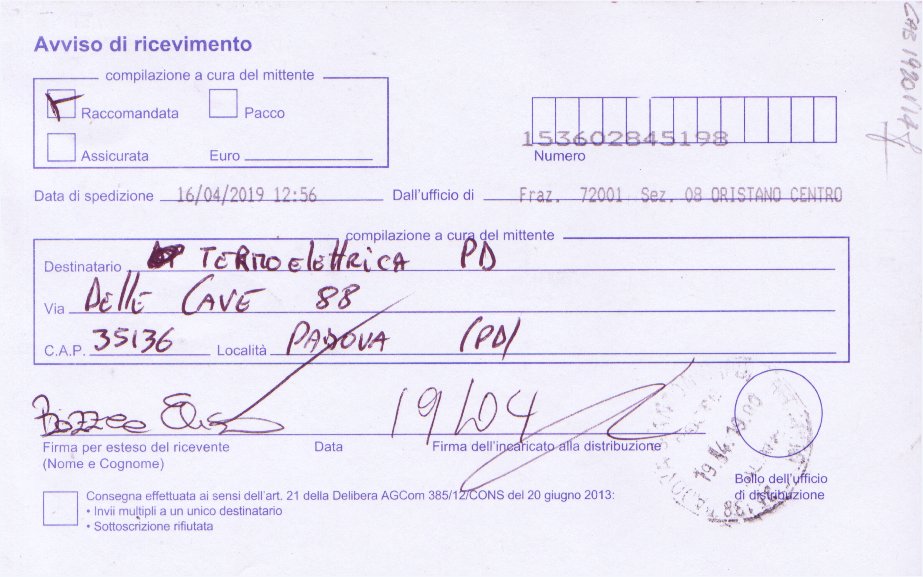 Avviso di ricevimento
compilazione a cura del mittente
Raccomandata Pacco
Assicurata Euro
153602845198
Numero
Data di spedizione 16/04/2019 12:56 Dall'ufficio di Fraz. 72001 Sez. 08 ORISTANO CENTRO
compilazione a cura del mittente
Destinatario TERMOELETTRICA PD
Via DELLE CAVE 88
C.A.P. 35136 Località PADOVA (PD)
19/04
Firma per esteso del ricevente Data Firma dell'incaricato alla distribuzione
(Nome e Cognome)
Bollo dell'ufficio
di distribuzione
Consegna effettuata ai sensi dell'art. 21 della Delibera AGCom 385/12/CONS del 20 giugno 2013:
• Invii multipli a un unico destinatario
• Sottoscrizione rifiutata